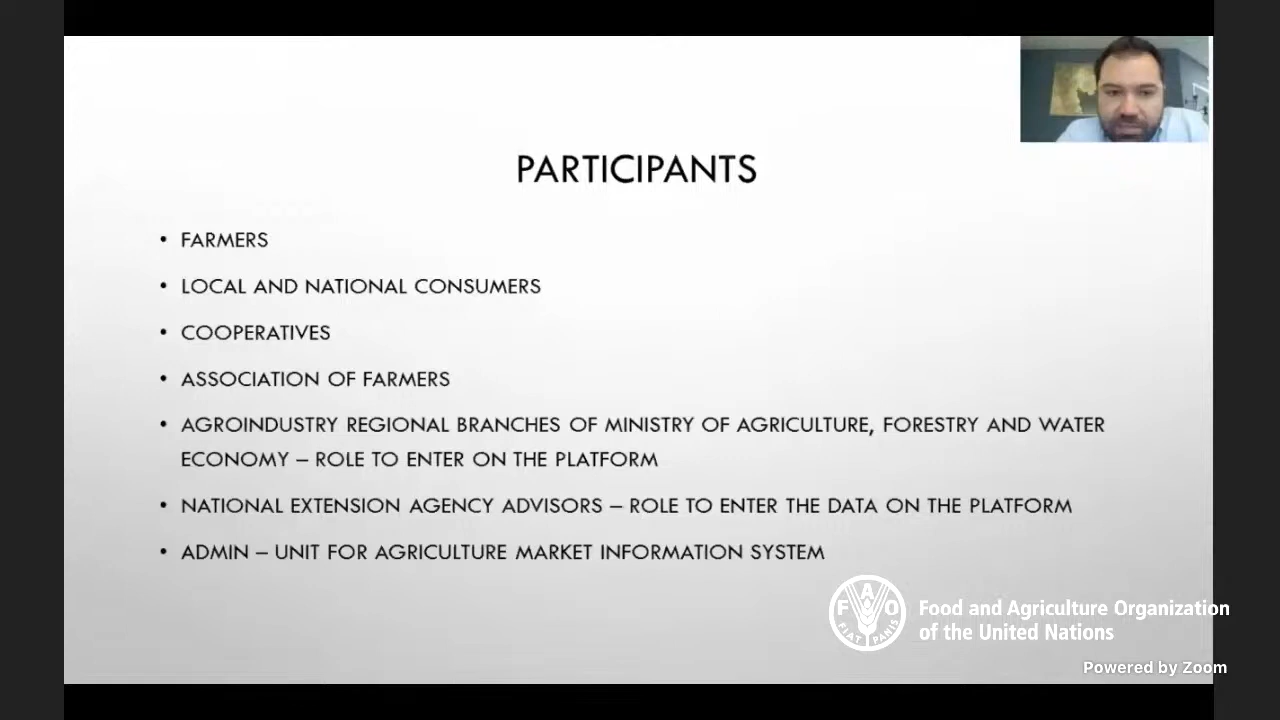 PARTICIPANTS
• FARMERS
• LOCAL AND NATIONAL CONSUMERS
• COOPERATIVES
• ASSOCIATION OF FARMERS
• AGROINDUSTRY REGIONAL BRANCHES OF MINISTRY OF AGRICULTURE, FORESTRY AND WATER
ECONOMY – ROLE TO ENTER ON THE PLATFORM
• NATIONAL EXTENSION AGENCY ADVISORS – ROLE TO ENTER THE DATA ON THE PLATFORM
• ADMIN – UNIT FOR AGRICULTURE MARKET INFORMATION SYSTEM
F A O
FIAT PANIS
Food and Agriculture Organization
of the United Nations
Powered by Zoom